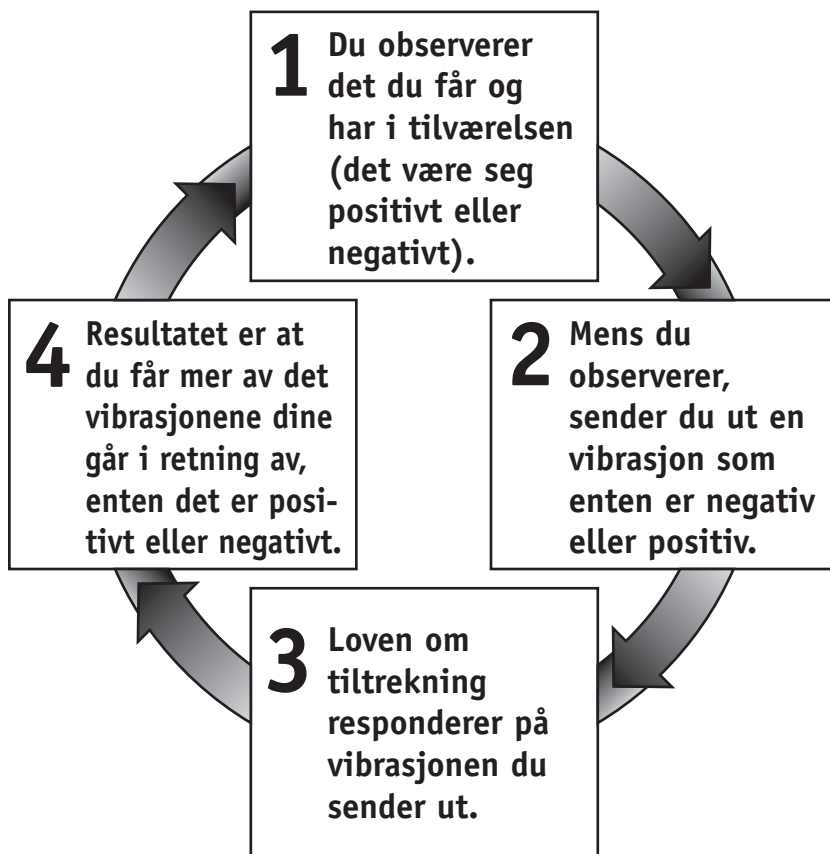 1 Du observerer
det du får og
har i tilværelsen
(det være seg
positivt eller
negativt).
2 Mens du
observerer,
sender du ut en
vibrasjon som
enten er negativ
eller positiv.
3 Loven om
tiltrekning
responderer på
vibrasjonen du
sender ut.
4 Resultatet er at
du får mer av det
vibrasjonene dine
går i retning av,
enten det er posi-
tivt eller negativt.